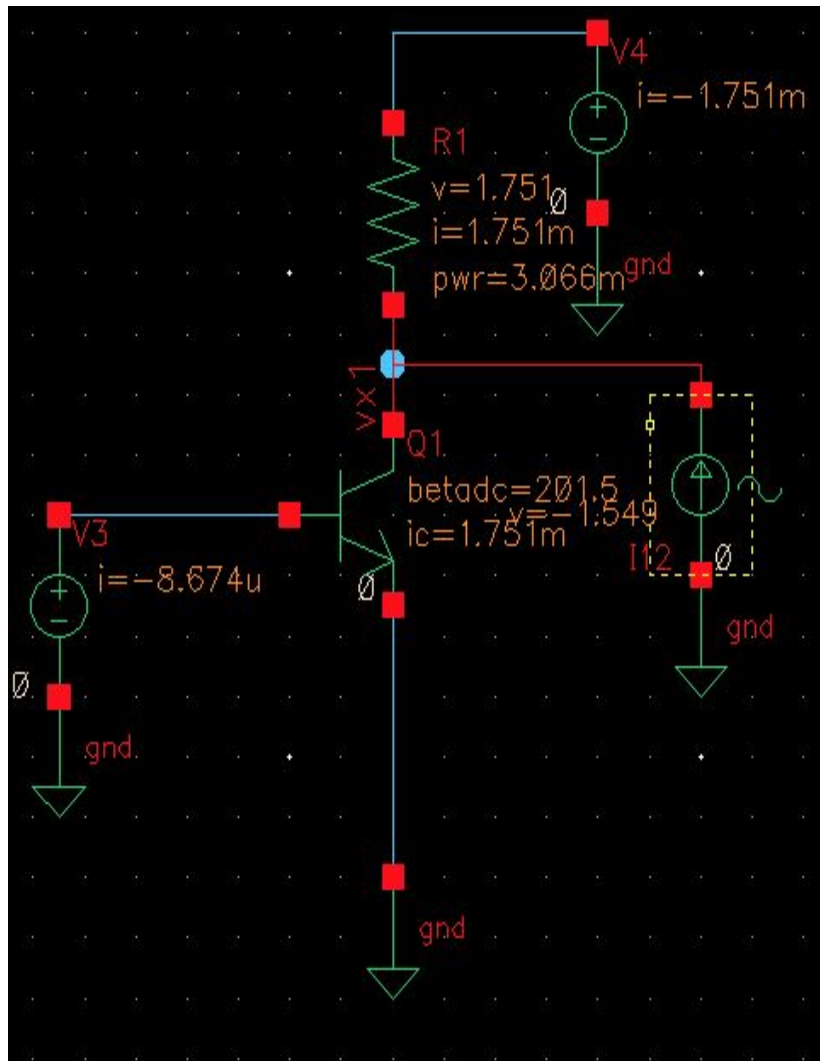 V4
i=-1.751m
R1
v=1.751
0
i=1.751m
pwr=3.066m
gnd
vx1
Q1
betadc=201.5
v=-1.549
ic=1.751m
V3
i=-8.674u
0
I12
0
gnd
0
gnd
gnd